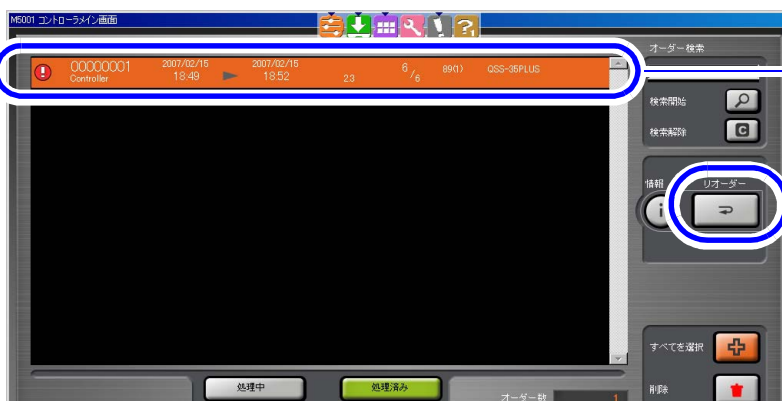 M5001 コントローラメイン画面
オーダー検索
00000001 2007/02/15 2007/02/15 6/6 89(1) QSS-35PLUS
Controller 18:49 18:52 23
検索開始
検索解除 C
情報 リオーダー
i
すべてを選択
処理中 処理済み
オーダー数 1
削除